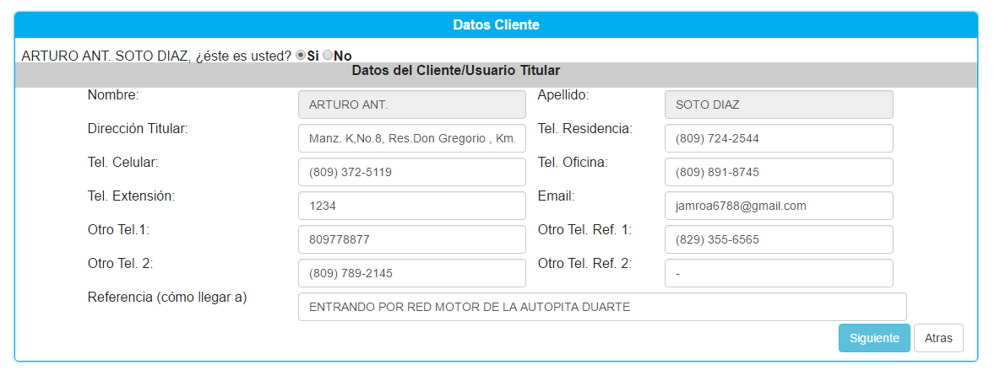 Datos Cliente
ARTURO ANT. SOTO DIAZ, ¿éste es usted? Si No
Datos del Cliente/Usuario Titular
Nombre: ARTURO ANT. Apellido: SOTO DIAZ
Dirección Titular: Manz. K,No.8, Res.Don Gregorio , Km. Tel. Residencia: (809) 724-2544
Tel. Celular: (809) 372-5119 Tel. Oficina: (809) 891-8745
Tel. Extensión: 1234 Email: jamroa6788@gmail.com
Otro Tel.1: 809778877 Otro Tel. Ref. 1: (829) 355-6565
Otro Tel. 2: (809) 789-2145 Otro Tel. Ref. 2: -
Referencia (cómo llegar a) ENTRANDO POR RED MOTOR DE LA AUTOPITA DUARTE
Siguiente Atras